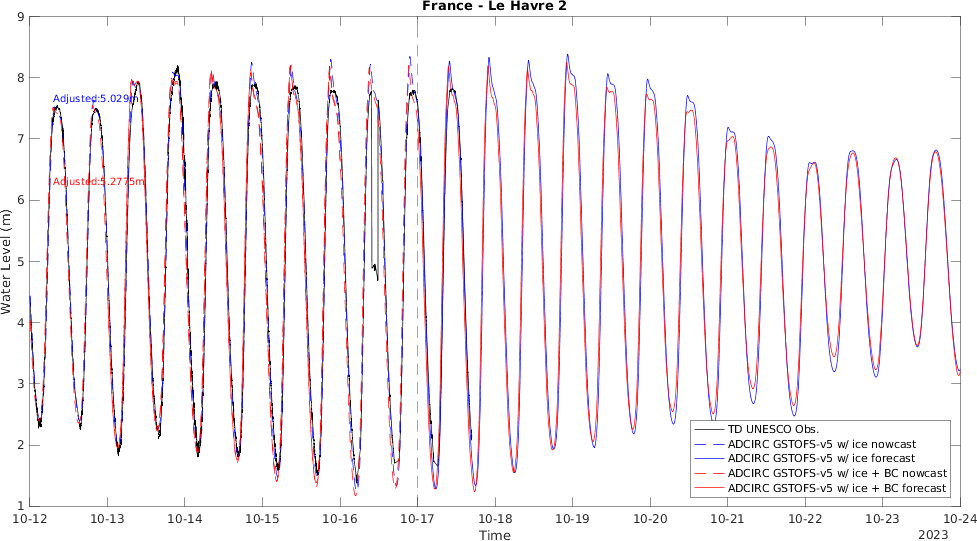 France - Le Havre 2
9
8
7
6
5
4
3
2
1
Water Level (m)
Adjusted:5.029m
Adjusted:5.2775m
TD UNESCO Obs.
ADCIRC GSTOFS-v5 w/ ice nowcast
ADCIRC GSTOFS-v5 w/ ice forecast
ADCIRC GSTOFS-v5 w/ ice + BC nowcast
ADCIRC GSTOFS-v5 w/ ice + BC forecast
10-12 10-13 10-14 10-15 10-16 10-17 10-18 10-19 10-20 10-21 10-22 10-23 10-24
Time
2023